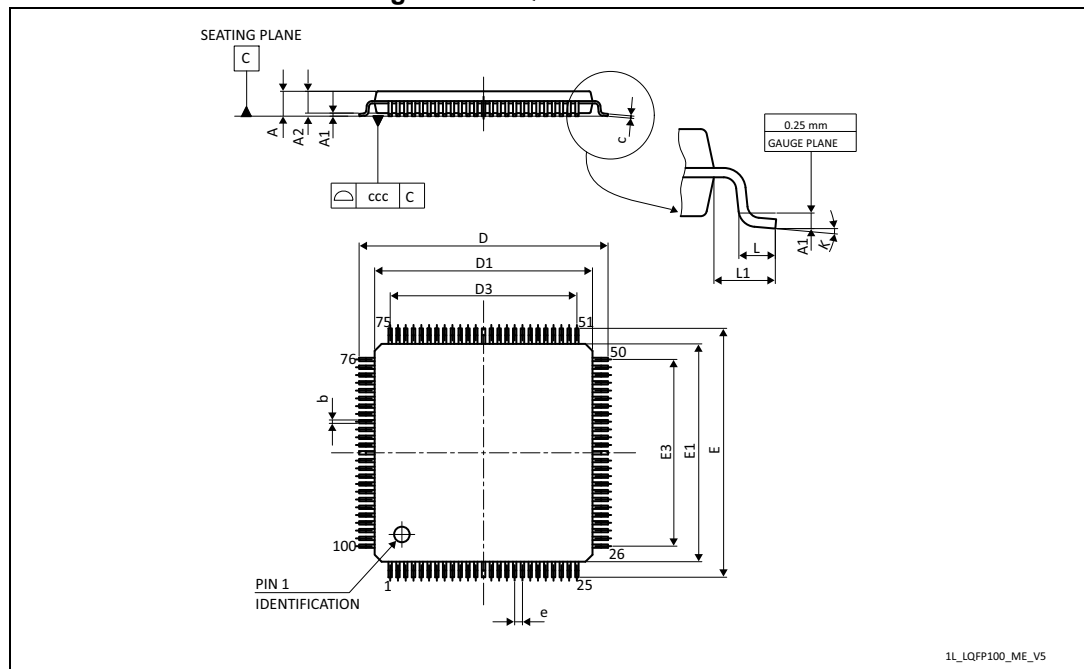 SEATING PLANE
C
A
A2
A1
c
ccc C
0.25 mm
GAUGE PLANE
L
L1
A1
K
D
D1
D3
75
51
76
50
b
E3
E1
E
100
26
PIN 1
IDENTIFICATION
1
25
e
1L_LQFP100_ME_V5